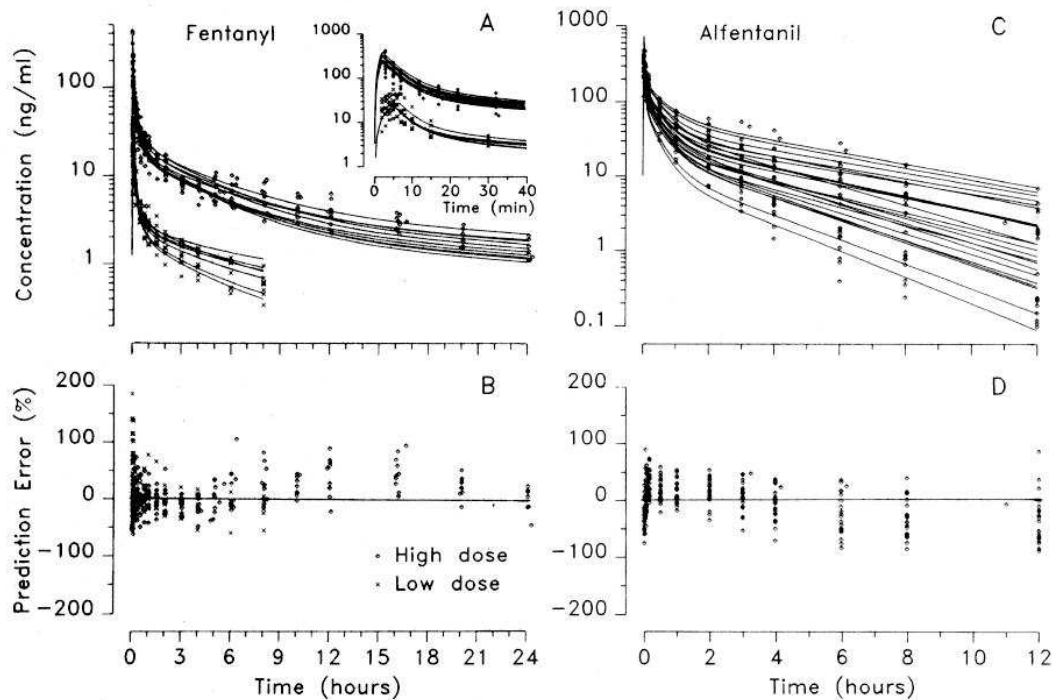 Fentanyl
A
Concentration (ng/ml)
100
10
1
1000
100
10
1
0 10 20 30 40
Time (min)
Alfentanil
C
1000
100
10
1
0.1
B
Prediction Error (%)
200
100
0
-100
-200
High dose
Low dose
0 3 6 9 12 15 18 21 24
Time (hours)
D
200
100
0
-100
-200
0 2 4 6 8 10 12
Time (hours)